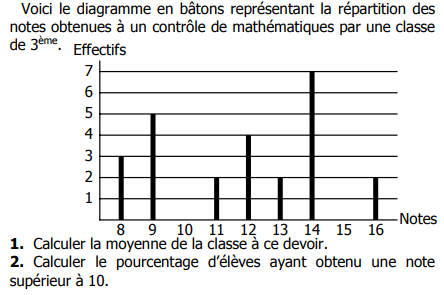 Voici le diagramme en bâtons représentant la répartition des
notes obtenues à un contrôle de mathématiques par une classe
de 3ème.
Effectifs
7
6
5
4
3
2
1
8 9 10 11 12 13 14 15 16
Notes
1. Calculer la moyenne de la classe à ce devoir.
2. Calculer le pourcentage d'élèves ayant obtenu une note
supérieur à 10.